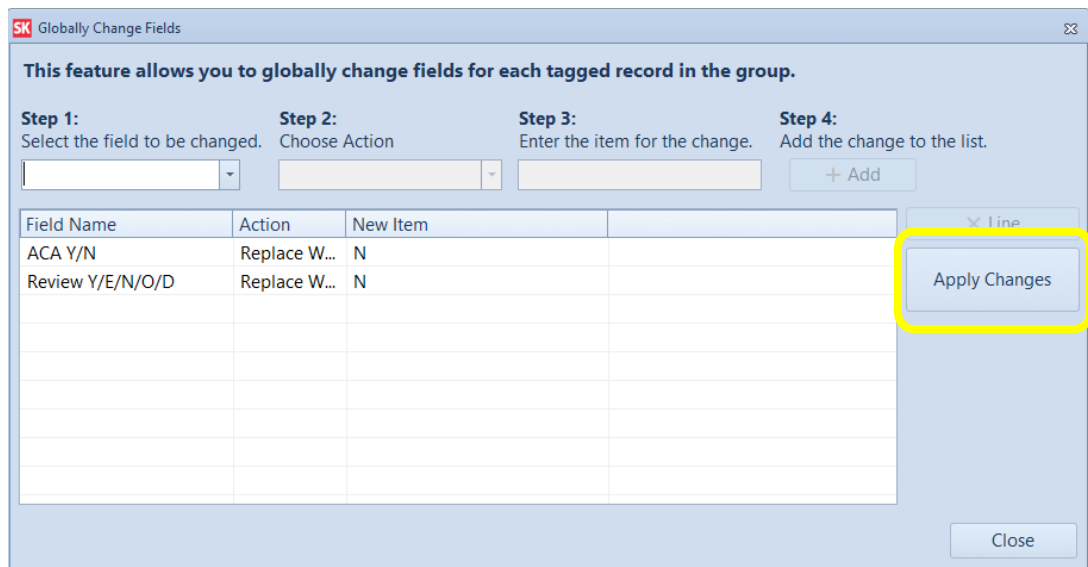 SK Globally Change Fields
This feature allows you to globally change fields for each tagged record in the group.
Step 1: Step 2: Step 3: Step 4:
Select the field to be changed. Choose Action Enter the item for the change. Add the change to the list.
+ Add
Field Name Action New Item
× Line
ACA Y/N Replace W... N
Review Y/E/N/O/D Replace W... N
Apply Changes
Close